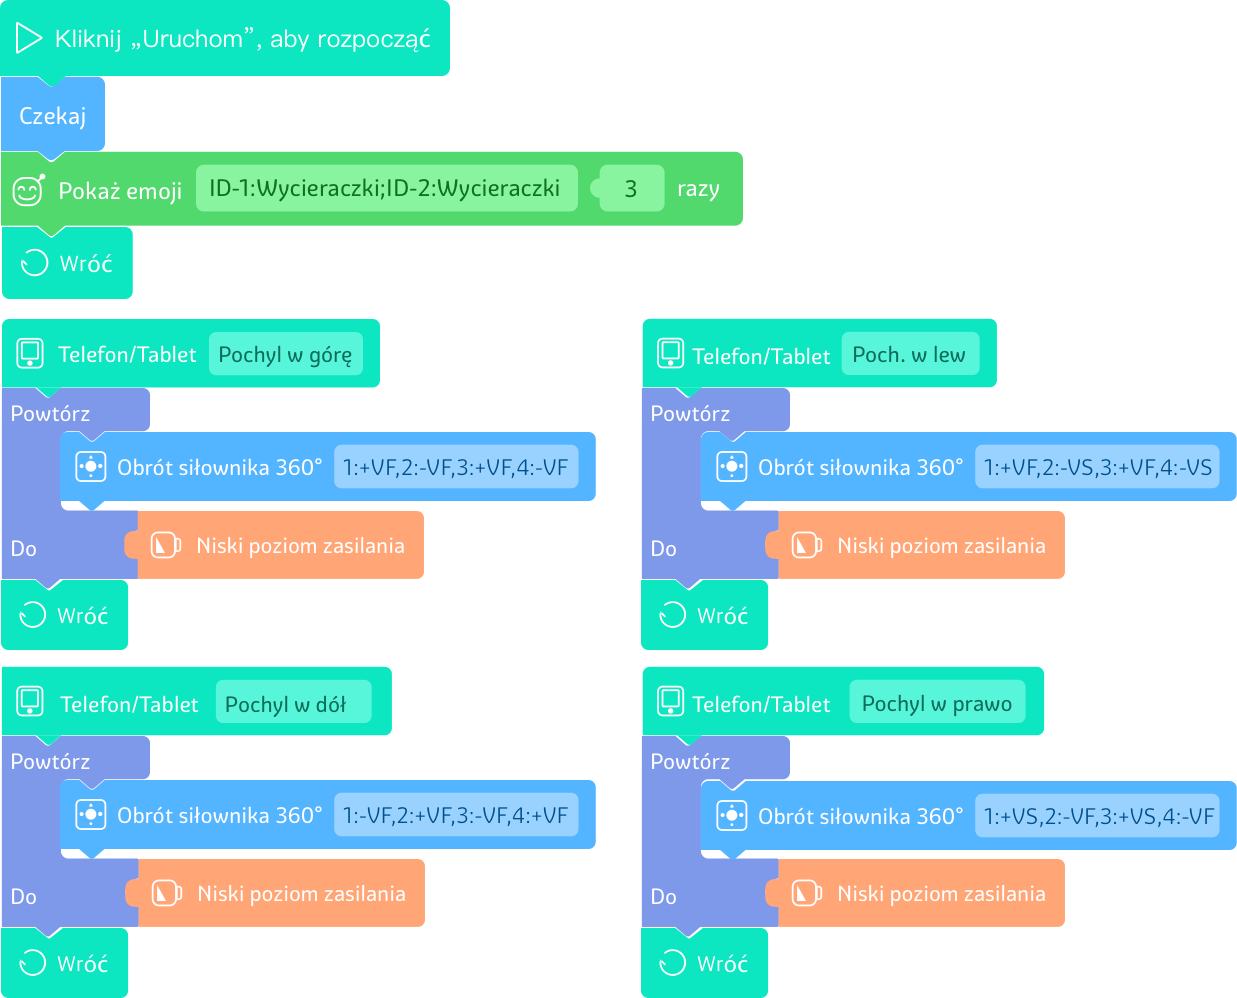 Kliknij „Uruchom”, aby rozpocząć
Czekaj
Pokaż emoji ID-1:Wycieraczki;ID-2:Wycieraczki 3 razy
Wróć
Telefon/Tablet Pochyl w górę
Powtórz
Obrót siłownika 360° 1:+VF,2:-VF,3:+VF,4:-VF
Do Niski poziom zasilania
Wróć
Telefon/Tablet Poch. w lew
Powtórz
Obrót siłownika 360° 1:+VF,2:-VS,3:+VF,4:-VS
Do Niski poziom zasilania
Wróć
Telefon/Tablet Pochyl w dół
Powtórz
Obrót siłownika 360° 1:-VF,2:+VF,3:-VF,4:+VF
Do Niski poziom zasilania
Wróć
Telefon/Tablet Pochyl w prawo
Powtórz
Obrót siłownika 360° 1:+VS,2:-VF,3:+VS,4:-VF
Do Niski poziom zasilania
Wróć